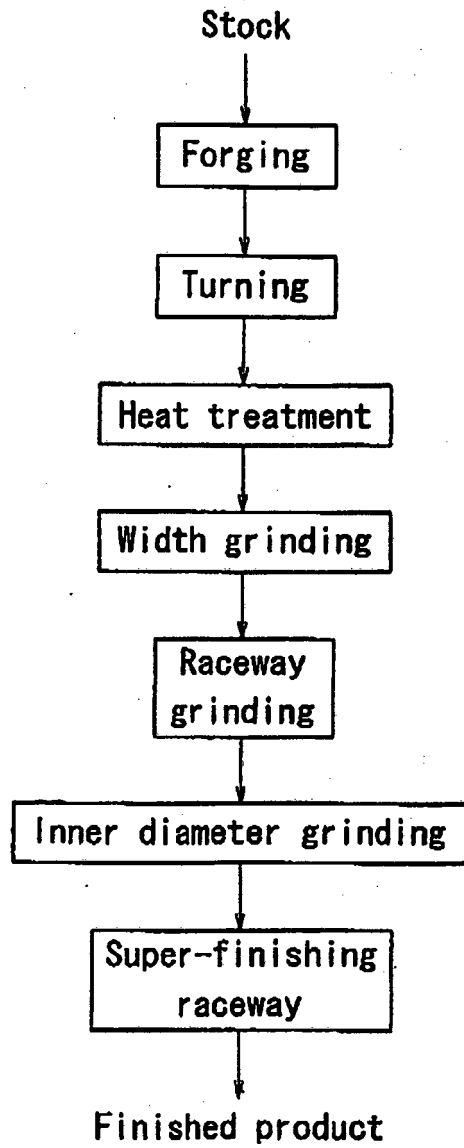 Stock
Forging
Turning
Heat treatment
Width grinding
Raceway
grinding
Inner diameter grinding
Super-finishing
raceway
Finished product